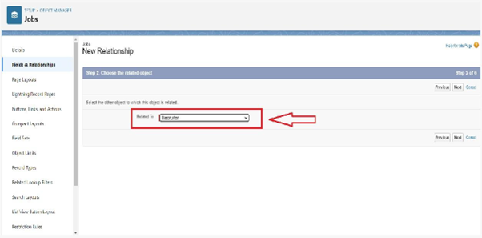 SETUP > OBJECT MANAGER
Jobs
Details
Fields & Relationships
Page Layouts
Lightning Record Pages
Buttons, Links, and Actions
Compact Layouts
Field Sets
Object Limits
Record Types
Related Lookup Filters
Search Layouts
List View Button Layout
Restriction Rules
Jobs
New Relationship
Help for this Page
Step 2. Choose the related object
Step 2 of 6
Previous Next Cancel
Select the other object to which this object is related.
Related To
Previous Next Cancel